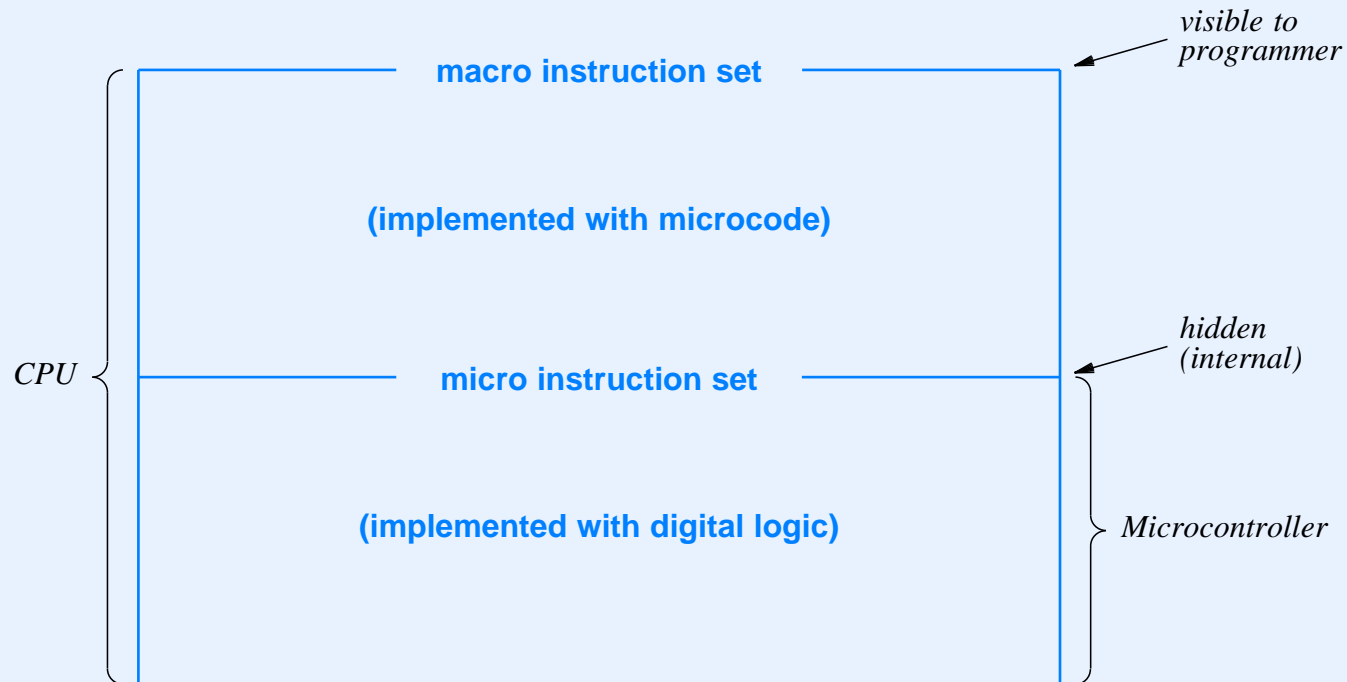 visible to
programmer
macro instruction set
(implemented with microcode)
hidden
(internal)
CPU
micro instruction set
(implemented with digital logic)
Microcontroller